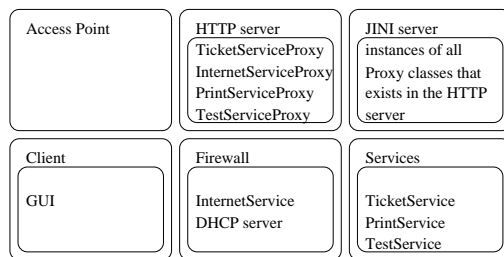 Access Point
HTTP server
TicketServiceProxy
InternetServiceProxy
PrintServiceProxy
TestServiceProxy
JINI server
instances of all
Proxy classes that
exists in the HTTP
server
Client
GUI
Firewall
InternetService
DHCP server
Services
TicketService
PrintService
TestService